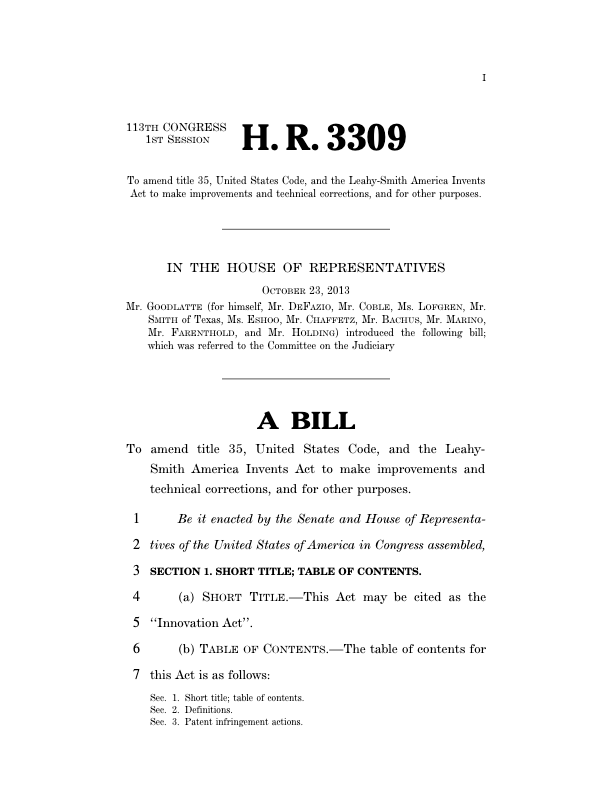 I
113TH CONGRESS
1ST SESSION
H. R. 3309
To amend title 35, United States Code, and the Leahy-Smith America Invents
Act to make improvements and technical corrections, and for other purposes.
IN THE HOUSE OF REPRESENTATIVES
OCTOBER 23, 2013
Mr. GOODLATTE (for himself, Mr. DEFAZIO, Mr. COBLE, Ms. LOFGREN, Mr.
SMITH of Texas, Ms. ESHOO, Mr. CHAFFETZ, Mr. BACHUS, Mr. MARINO,
Mr. FARENTHOLD, and Mr. HOLDING) introduced the following bill;
which was referred to the Committee on the Judiciary
A BILL
To amend title 35, United States Code, and the Leahy-
Smith America Invents Act to make improvements and
technical corrections, and for other purposes.
1 Be it enacted by the Senate and House of Representa-
2 tives of the United States of America in Congress assembled,
3 SECTION 1. SHORT TITLE; TABLE OF CONTENTS.
4 (a) SHORT TITLE.—This Act may be cited as the
5 ‘‘Innovation Act’’.
6 (b) TABLE OF CONTENTS.—The table of contents for
7 this Act is as follows:
Sec. 1. Short title; table of contents.
Sec. 2. Definitions.
Sec. 3. Patent infringement actions.